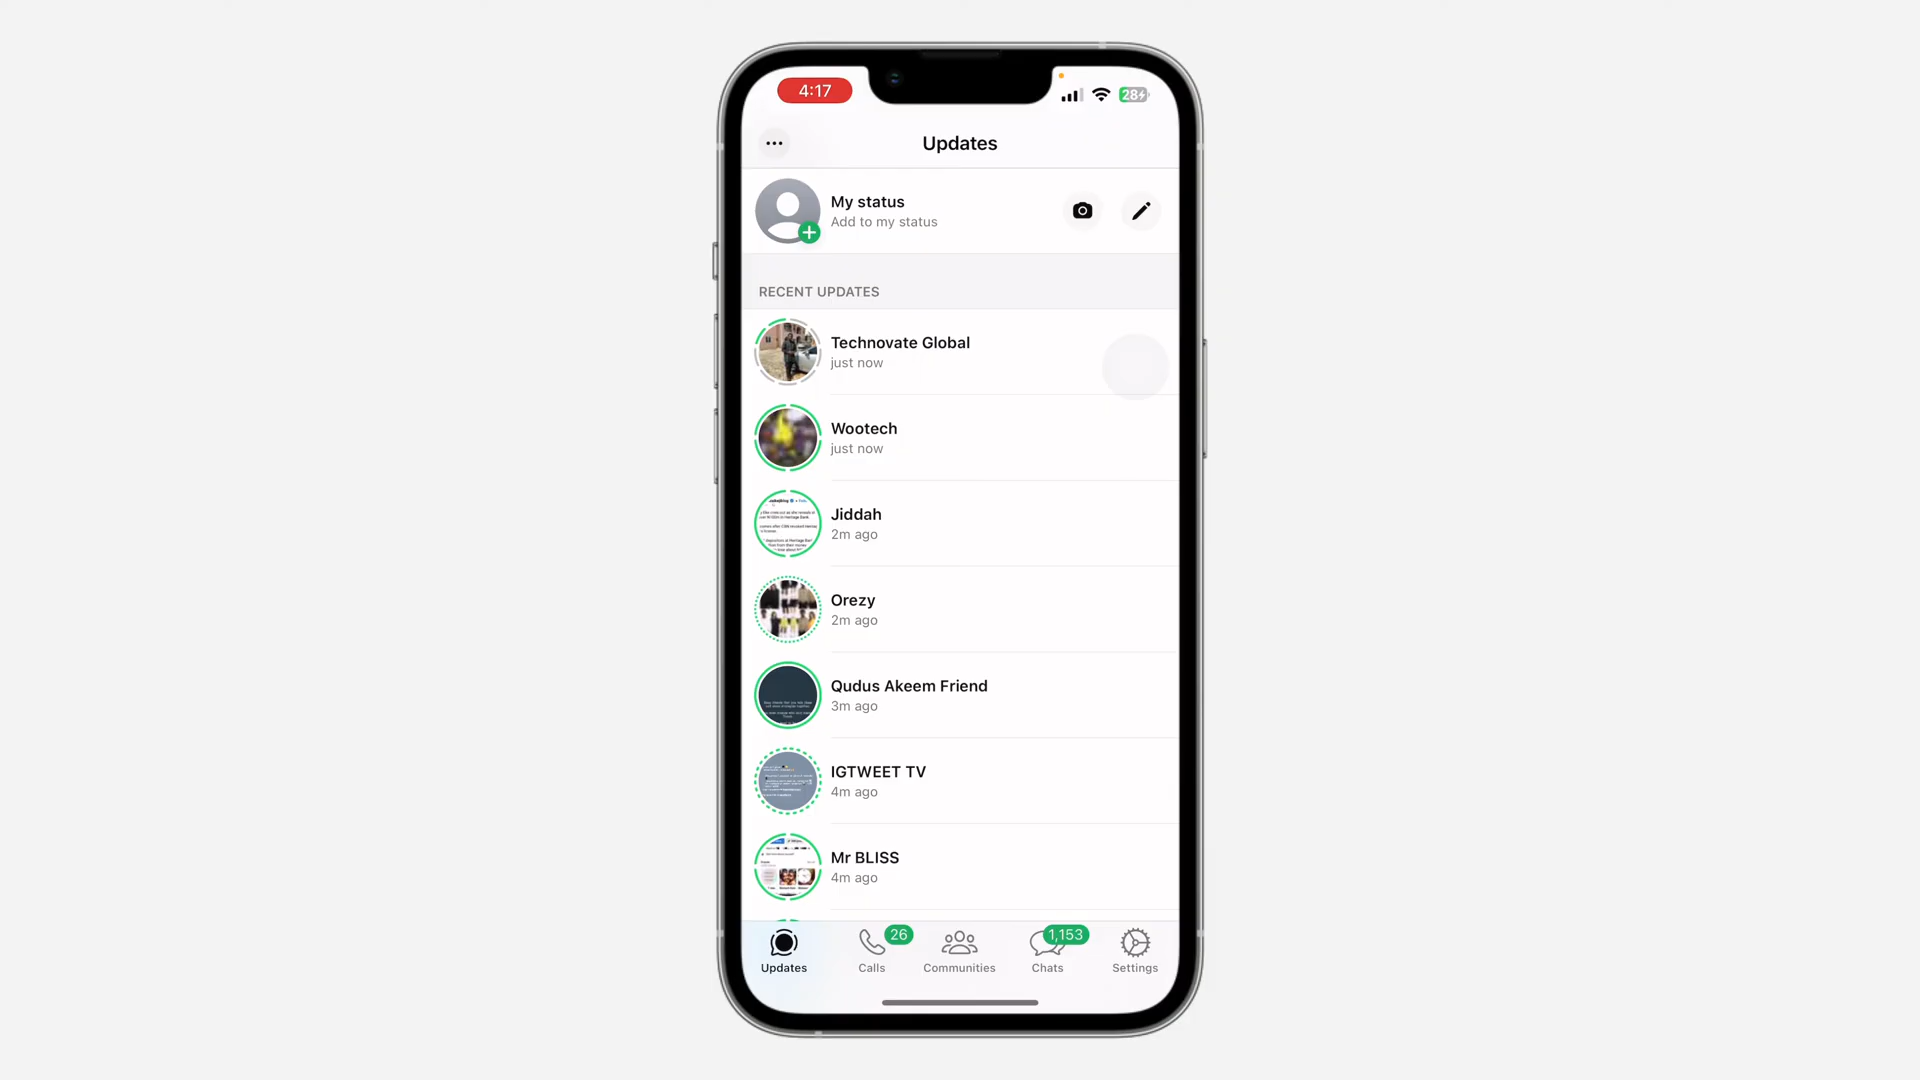 4:17
28
Updates
My status
Add to my status
RECENT UPDATES
Technovate Global
just now
Wootech
just now
Jiddah
2m ago
Orezy
2m ago
Qudus Akeem Friend
3m ago
IGTWEET TV
4m ago
Mr BLISS
4m ago
26
1,153
Updates
Calls
Communities
Chats
Settings